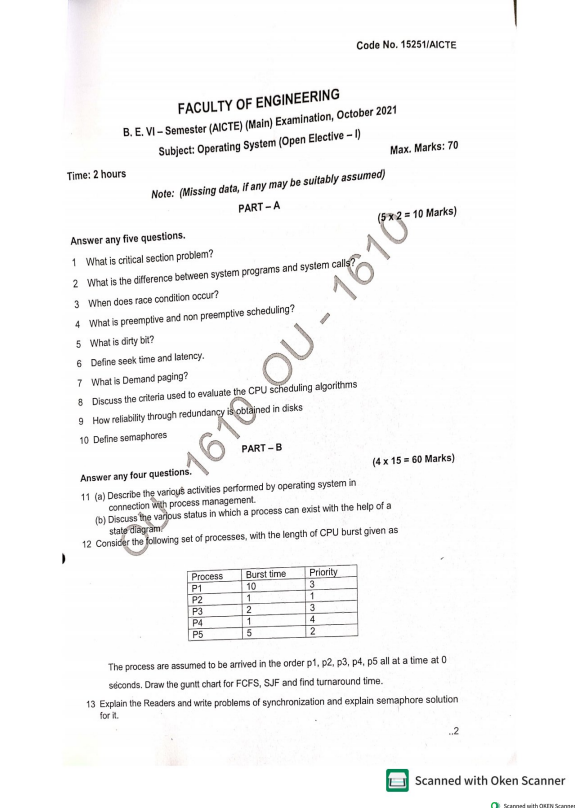 Code No. 15251/AICTE
FACULTY OF ENGINEERING
B. E. VI – Semester (AICTE) (Main) Examination, October 2021
Subject: Operating System (Open Elective – I)
Time: 2 hours
Max. Marks: 70
Note: (Missing data, if any may be suitably assumed)
PART – A
(5 x 2 = 10 Marks)
Answer any five questions.
1 What is critical section problem?
2 What is the difference between system programs and system calls?
3 When does race condition occur?
4 What is preemptive and non preemptive scheduling?
5 What is dirty bit?
6 Define seek time and latency.
7 What is Demand paging?
8 Discuss the criteria used to evaluate the CPU scheduling algorithms
9 How reliability through redundancy is obtained in disks
10 Define semaphores
PART – B
(4 x 15 = 60 Marks)
Answer any four questions.
11 (a) Describe the various activities performed by operating system in
connection with process management.
(b) Discuss the various status in which a process can exist with the help of a
state diagram.
12 Consider the following set of processes, with the length of CPU burst given as
Process Burst time Priority
P1 10 3
P2 1 1
P3 2 3
P4 1 4
P5 5 2
The process are assumed to be arrived in the order p1, p2, p3, p4, p5 all at a time at 0
seconds. Draw the guntt chart for FCFS, SJF and find turnaround time.
13 Explain the Readers and write problems of synchronization and explain semaphore solution
for it.
..2
OU - 1610 OU - 1610
Scanned with Oken Scanner
Scanned with OKEN Scanner